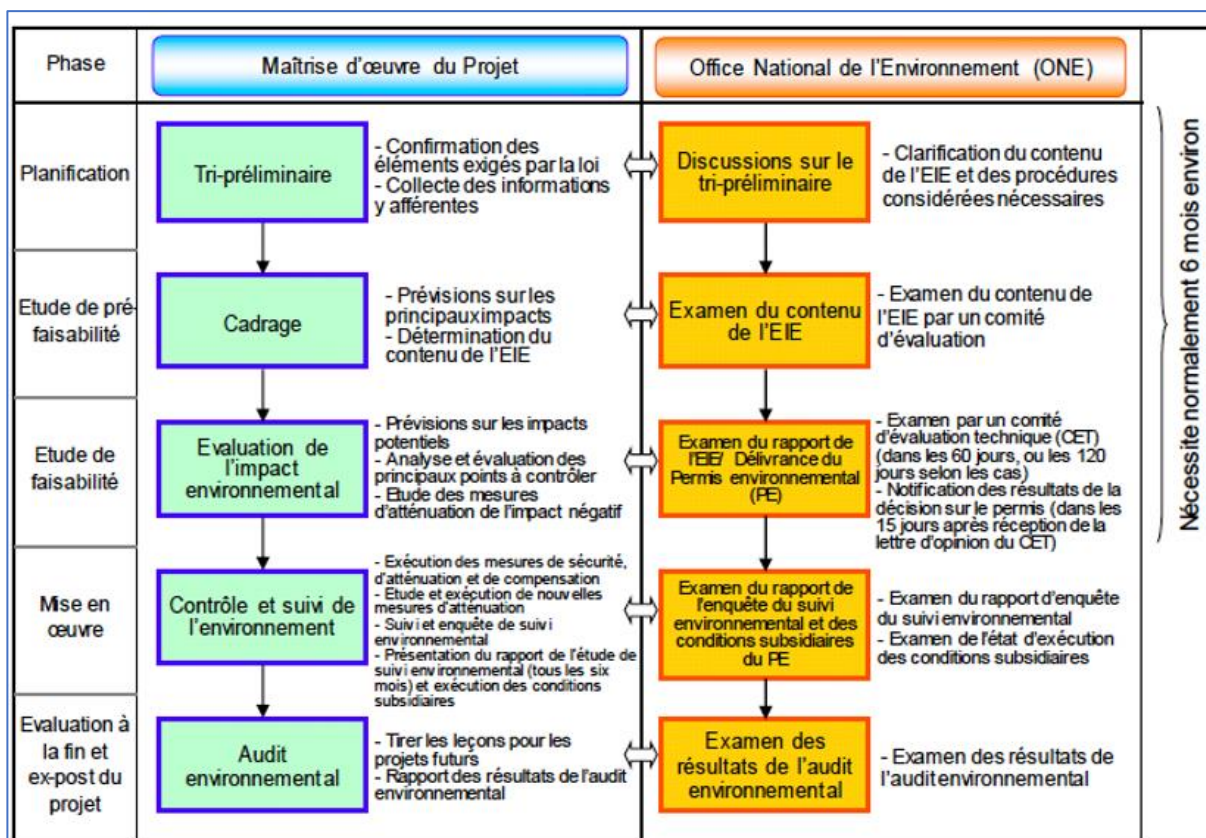 Phase
Maîtrise d'œuvre du Projet
Office National de l'Environnement (ONE)
Planification
Tri-préliminaire
- Confirmation des
éléments exigés par la loi
- Collecte des informations
y afférentes
Discussions sur le
tri-préliminaire
- Clarification du contenu
de l'EIE et des procédures
considérées nécessaires
Etude de pré-
faisabilité
Cadrage
- Prévisions sur les
principaux impacts
- Détermination du
contenu de l'EIE
Examen du contenu
de l'EIE
- Examen du contenu de
l'EIE par un comité
d'évaluation
Etude de
faisabilité
Evaluation de
l'impact
environnemental
- Prévisions sur les impacts
potentiels
- Analyse et évaluation des
principaux points à contrôler
- Etude des mesures
d'atténuation de l'impact négatif
Examen du rapport de
l'EIE/ Délivrance du
Permis environnemental
(PE)
- Examen par un comité
d'évaluation technique (CET)
(dans les 60 jours, ou les 120
jours selon les cas)
- Notification des résultats de la
décision sur le permis (dans les
15 jours après réception de la
lettre d'opinion du CET)
Nécessite normalement 6 mois environ
Mise en
œuvre
Contrôle et suivi de
l'environnement
- Exécution des mesures de sécurité,
d'atténuation et de compensation
- Etude et exécution de nouvelles
mesures d'atténuation
- Suivi et enquête de suivi
environnemental
- Présentation du rapport de l'étude de
suivi environnemental (tous les six
mois) et exécution des conditions
subsidiaires
Examen du rapport de
l'enquête du suivi
environnemental et des
conditions subsidiaires
du PE
- Examen du rapport d'enquête
du suivi environnemental
- Examen de l'état d'exécution
des conditions subsidiaires
Evaluation à
la fin et
ex-post du
projet
Audit
environnemental
- Tirer les leçons pour les
projets futurs
- Rapport des résultats de l'audit
environnemental
Examen des
résultats de l'audit
environnemental
- Examen des résultats de
l'audit environnemental